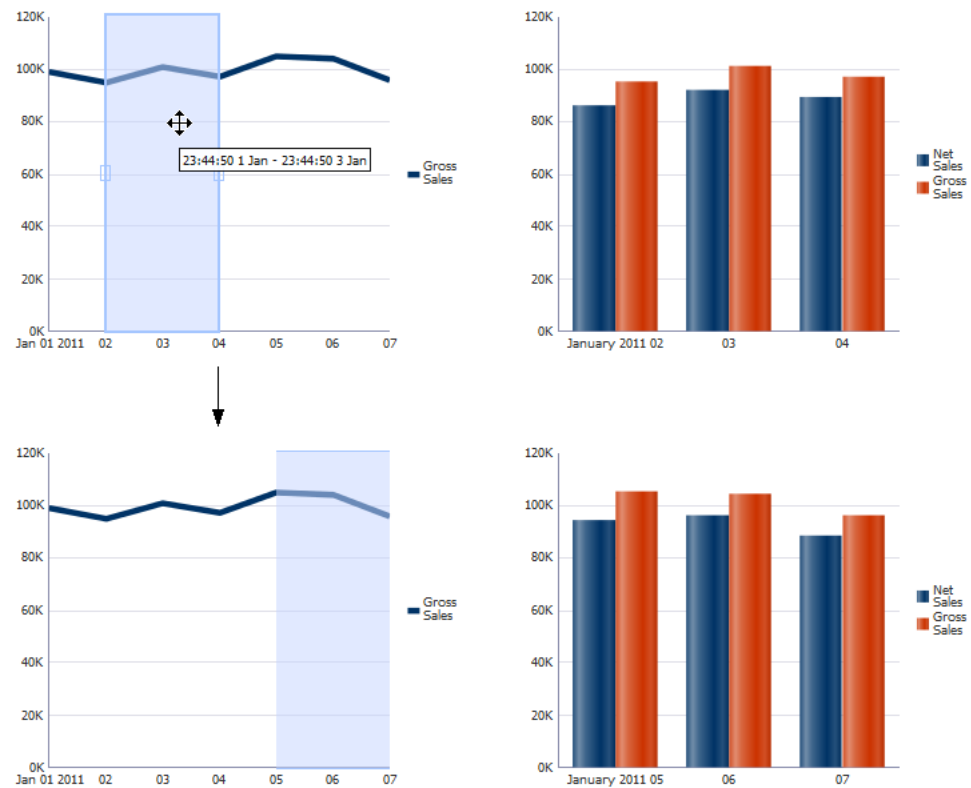 120K
100K
80K
60K
40K
20K
0K
Jan 01 2011 02 03 04 05 06 07
23:44:50 1 Jan - 23:44:50 3 Jan
Gross
Sales
120K
100K
80K
60K
40K
20K
0K
January 2011 02 03 04
Net
Sales
Gross
Sales
120K
100K
80K
60K
40K
20K
0K
Jan 01 2011 02 03 04 05 06 07
Gross
Sales
120K
100K
80K
60K
40K
20K
0K
January 2011 05 06 07
Net
Sales
Gross
Sales